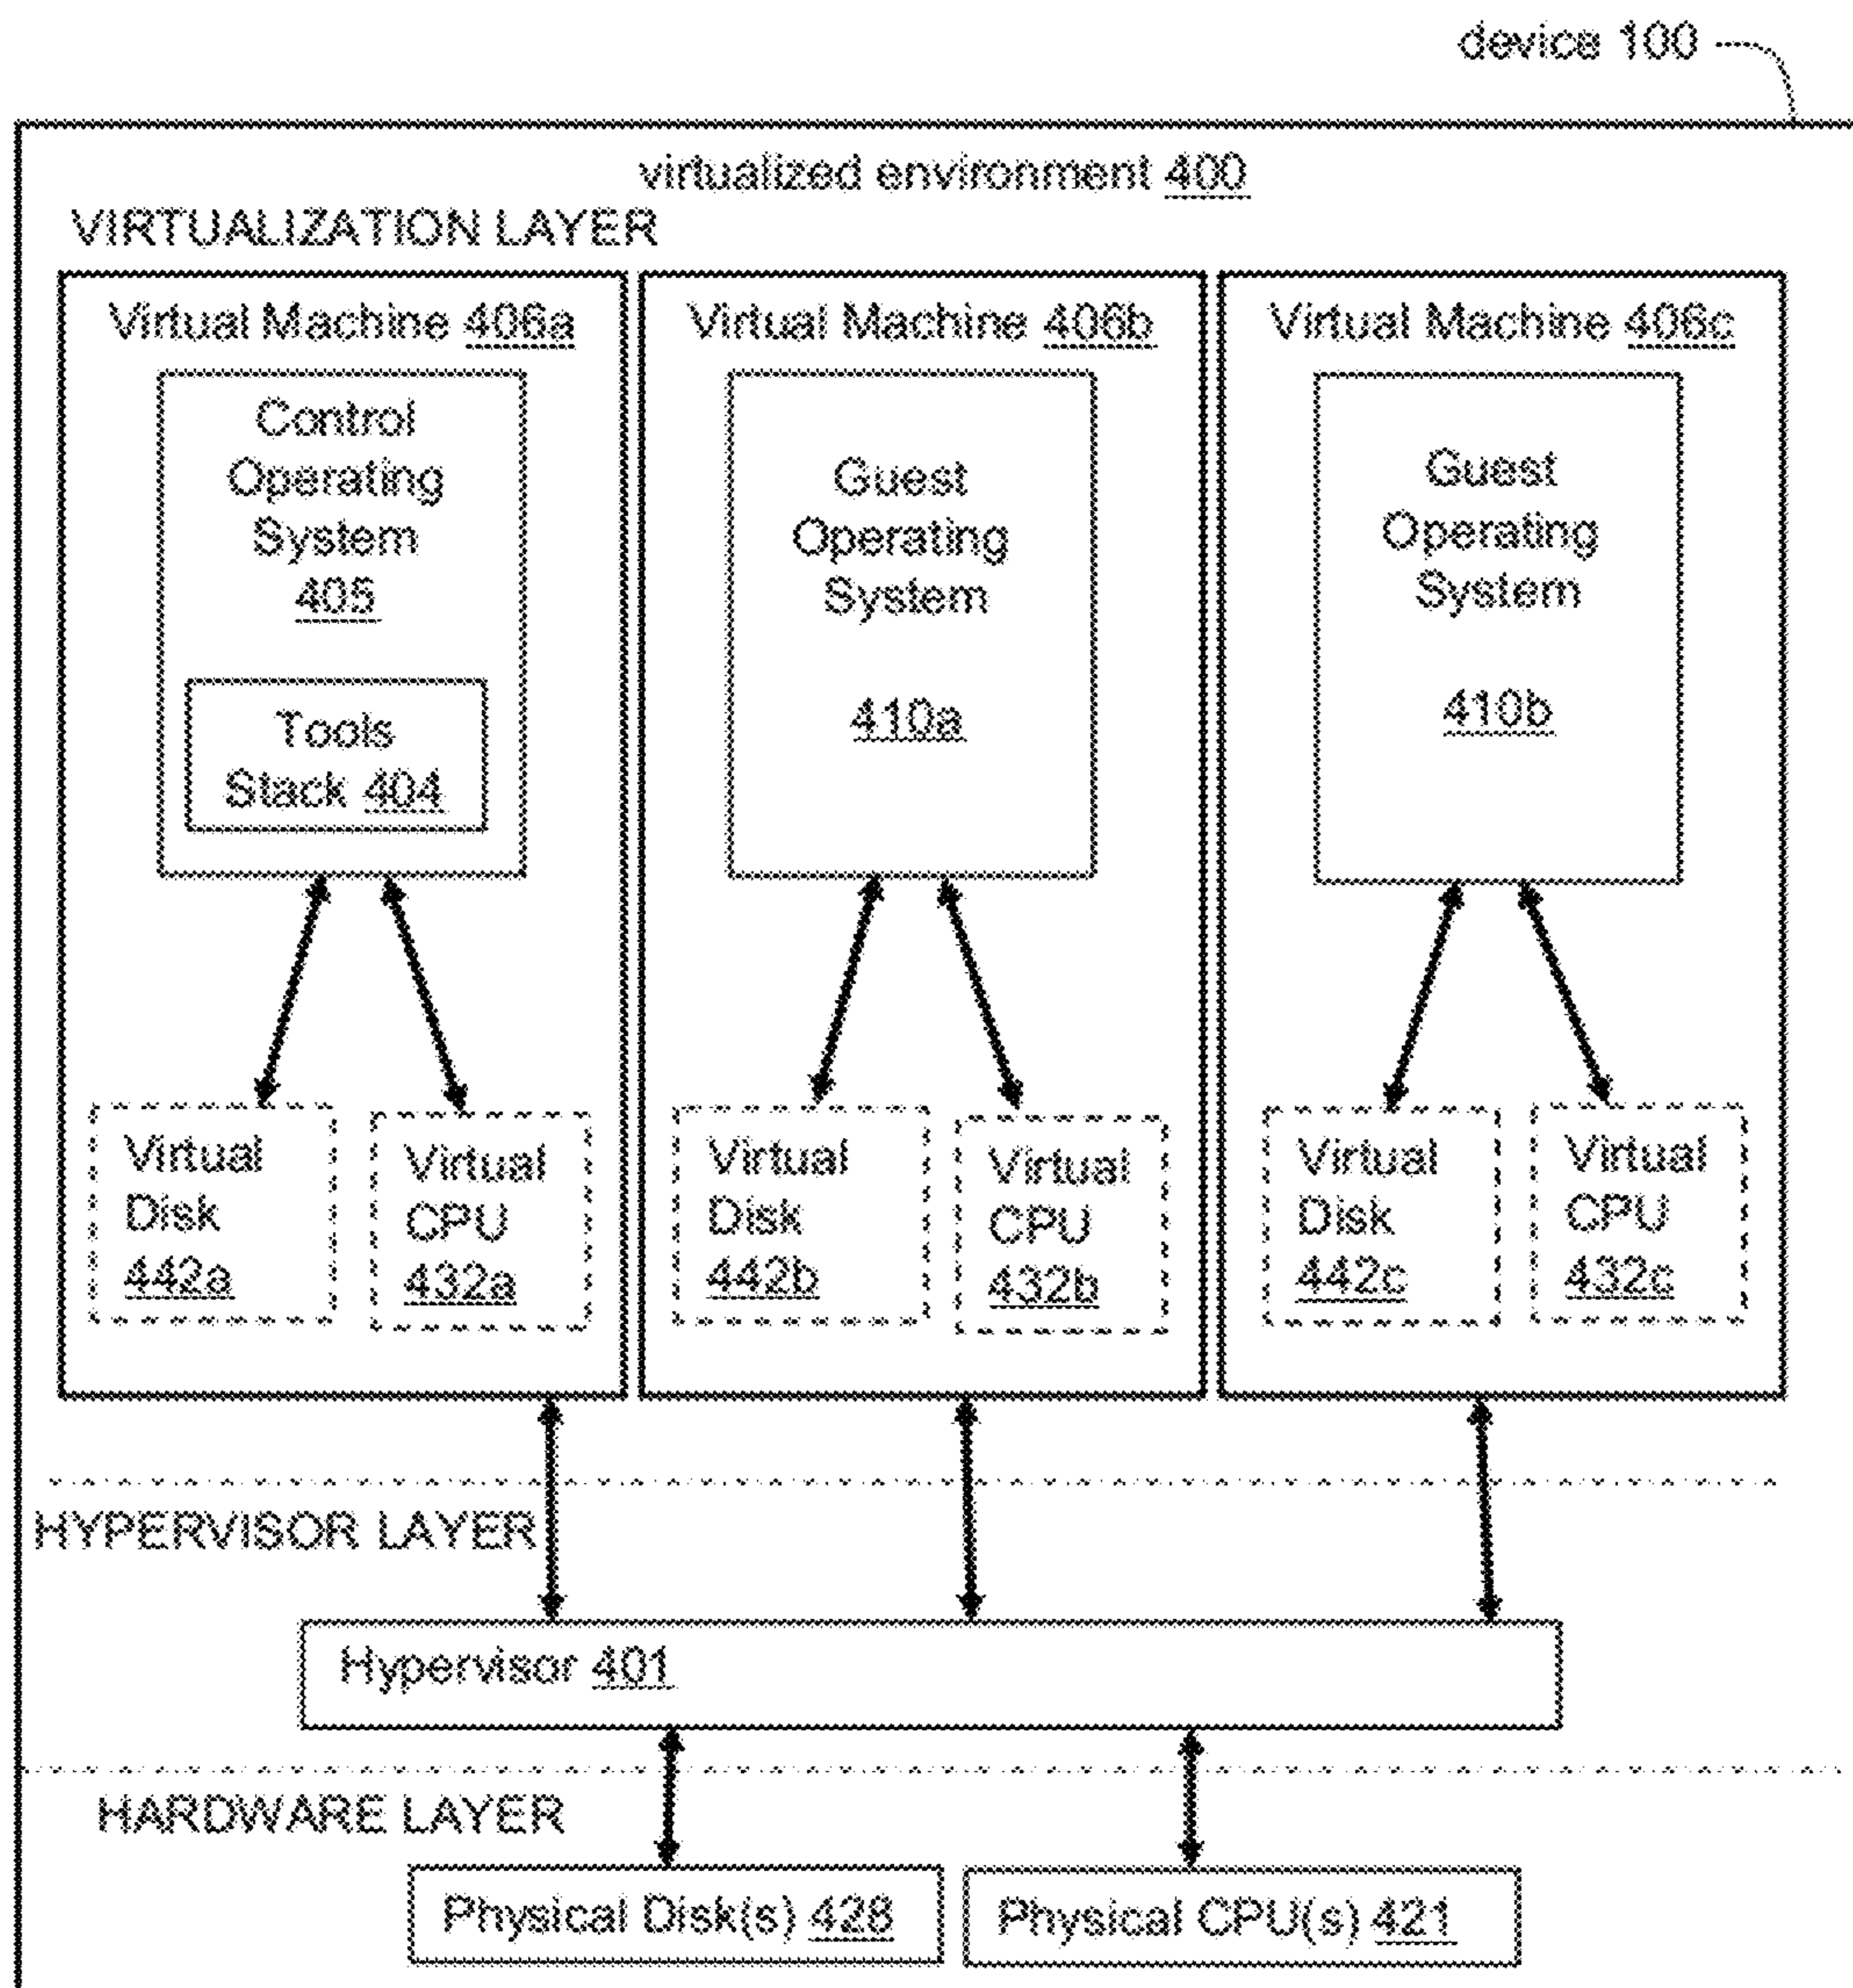 device 100
virtualized environment 400
VIRTUALIZATION LAYER
Virtual Machine 406a
Control
Operating
System
405
Tools
Stack 404
Virtual
Disk
442a
Virtual
CPU
432a
Virtual Machine 406b
Guest
Operating
System
410a
Virtual
Disk
442b
Virtual
CPU
432b
Virtual Machine 406c
Guest
Operating
System
410b
Virtual
Disk
442c
Virtual
CPU
432c
HYPERVISOR LAYER
Hypervisor 401
HARDWARE LAYER
Physical Disk(s) 428
Physical CPU(s) 421